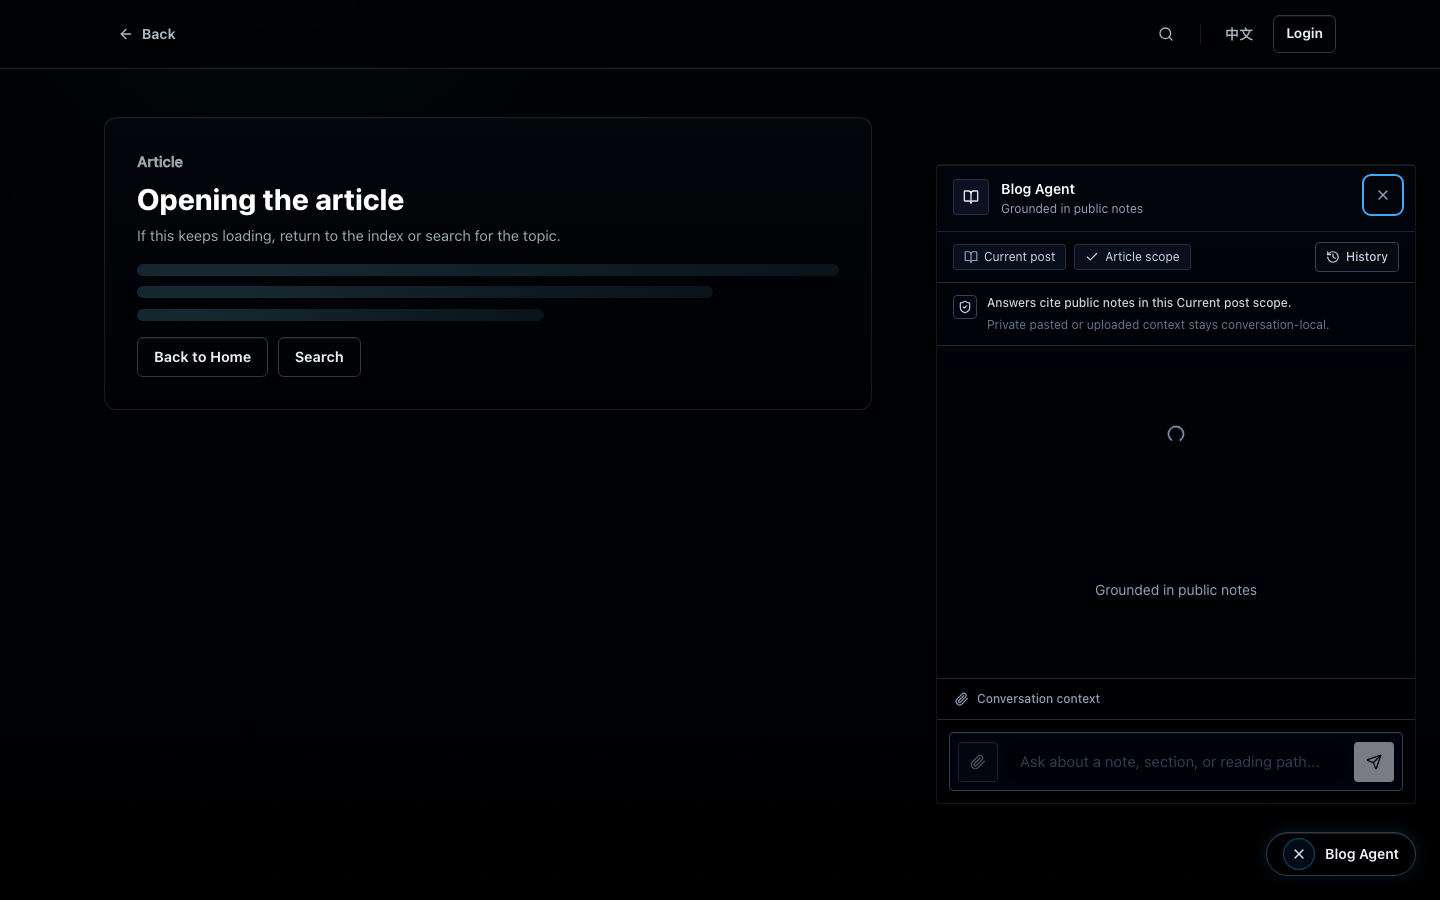 Back
中文
Login
Article
Opening the article
If this keeps loading, return to the index or search for the topic.
Back to Home
Search
Blog Agent
Grounded in public notes
Current post
Article scope
History
Answers cite public notes in this Current post scope.
Private pasted or uploaded context stays conversation-local.
Grounded in public notes
Conversation context
Ask about a note, section, or reading path...
Blog Agent